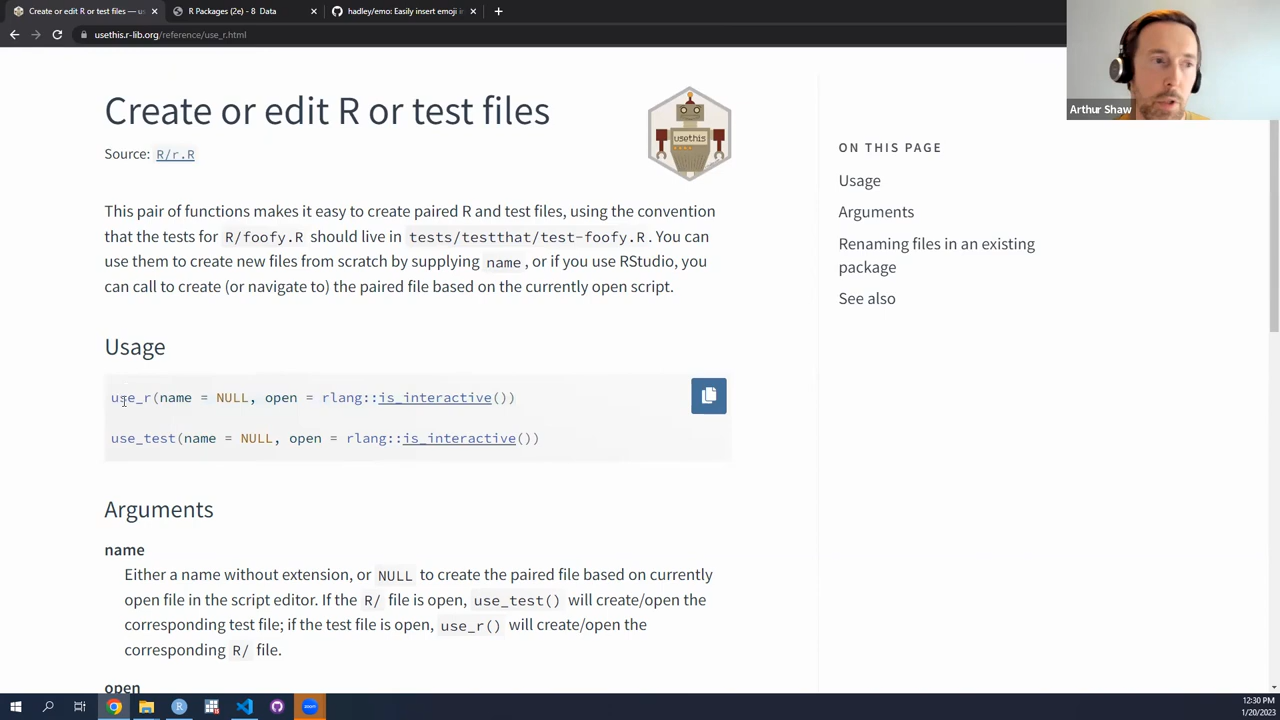 Create or edit R or test files — us
R Packages (2e) - 8 Data
hadley/emo: Easily insert emoji in
usethis.r-lib.org/reference/use_r.html
Arthur Shaw
Create or edit R or test files
usethis
Source: R/r.R
This pair of functions makes it easy to create paired R and test files, using the convention
that the tests for R/foofy.R should live in tests/testthat/test-foofy.R. You can
use them to create new files from scratch by supplying name, or if you use RStudio, you
can call to create (or navigate to) the paired file based on the currently open script.
Usage
use_r(name = NULL, open = rlang::is_interactive())
use_test(name = NULL, open = rlang::is_interactive())
Arguments
name
Either a name without extension, or NULL to create the paired file based on currently
open file in the script editor. If the R/ file is open, use_test() will create/open the
corresponding test file; if the test file is open, use_r() will create/open the
corresponding R/ file.
open
ON THIS PAGE
Usage
Arguments
Renaming files in an existing
package
See also
R
zoom
12:30 PM
1/20/2023